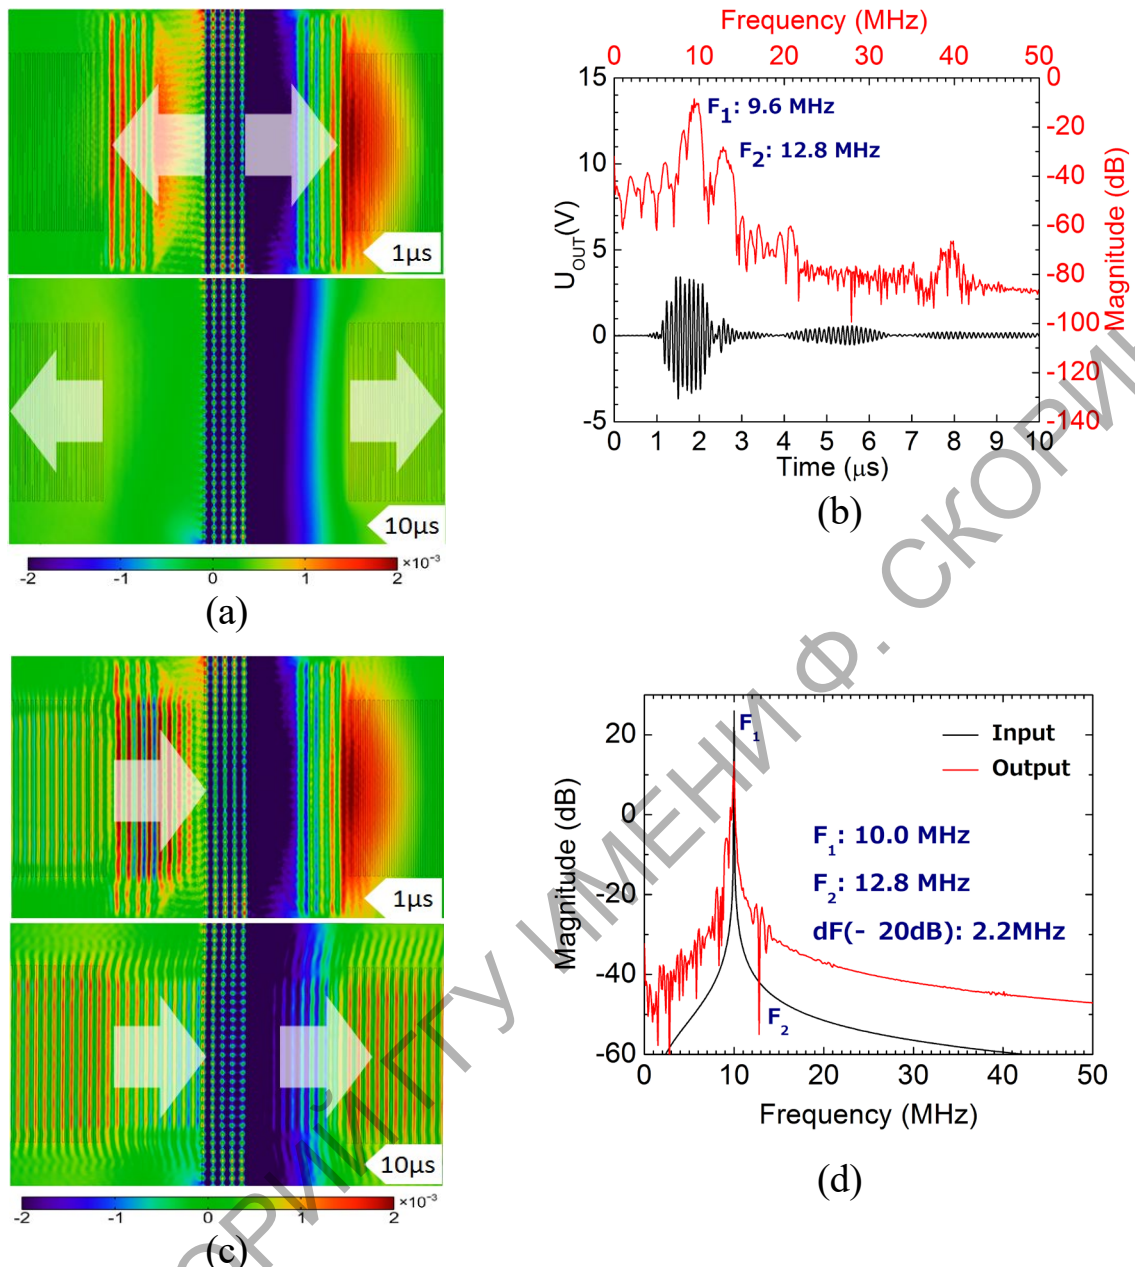 1μs
10μs
-2 -1 0 1 2 ×10⁻³
(a)
Frequency (MHz)
0 10 20 30 40 50
15
10
5
0
-5
U_OUT(V)
F₁: 9.6 MHz
F₂: 12.8 MHz
0
-20
-40
-60
-80
-100
-120
-140
Magnitude (dB)
0 1 2 3 4 5 6 7 8 9 10
Time (μs)
(b)
1μs
10μs
-2 -1 0 1 2 ×10⁻³
(c)
20
0
-20
-40
-60
Magnitude (dB)
F₁
Input
Output
F₁: 10.0 MHz
F₂: 12.8 MHz
dF(- 20dB): 2.2MHz
F₂
0 10 20 30 40 50
Frequency (MHz)
(d)
ОРИЙ ГГУ ИМЕНИ Ф. СКОРИ